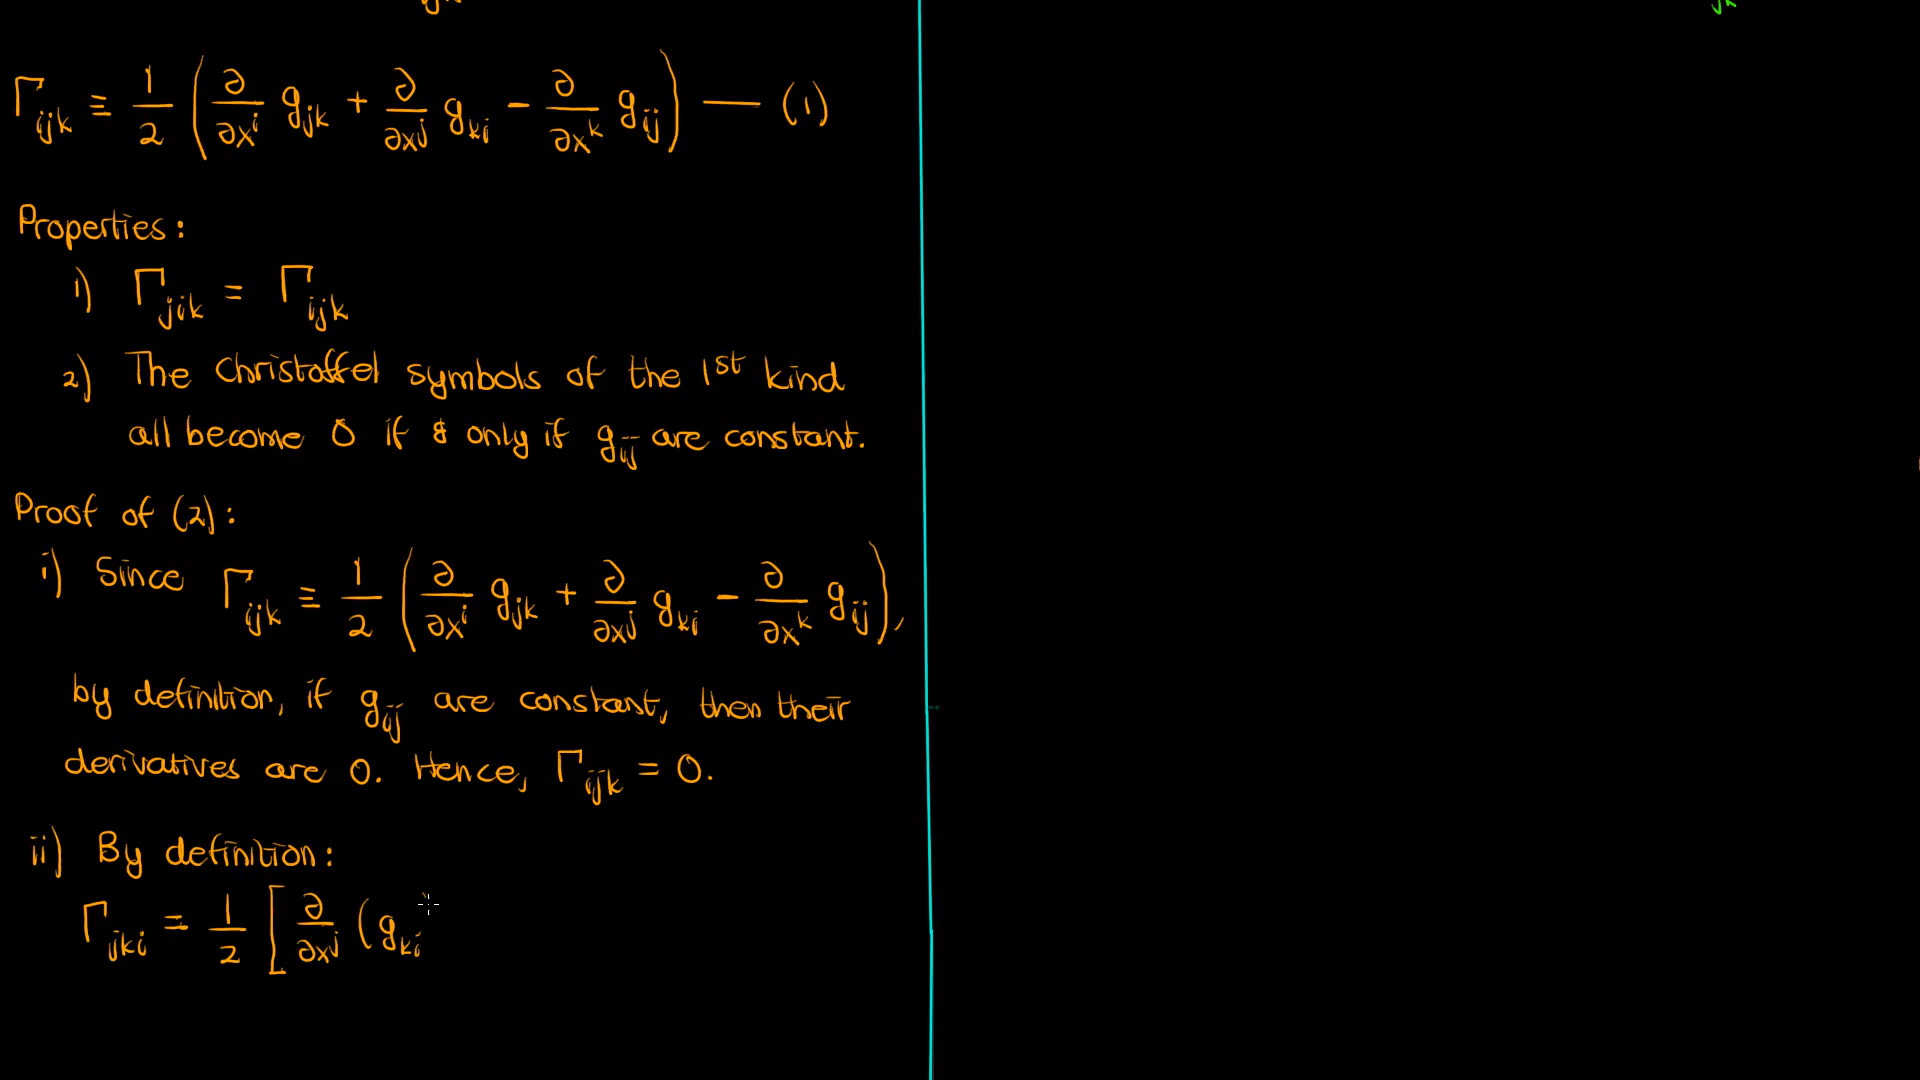 Γijk ≡ 1/2 (∂/∂x^i g_jk + ∂/∂x^j g_ki − ∂/∂x^k g_ij) — (1)
Properties:
1) Γ_jik = Γ_ijk
2) The Christoffel symbols of the 1st kind
all become 0 if & only if g_ij are constant.
Proof of (2):
i) Since Γ_ijk ≡ 1/2 (∂/∂x^i g_jk + ∂/∂x^j g_ki − ∂/∂x^k g_ij),
by definition, if g_ij are constant, then their
derivatives are 0. Hence, Γ_ijk = 0.
ii) By definition:
Γ_jki = 1/2 [∂/∂x^j (g_ki